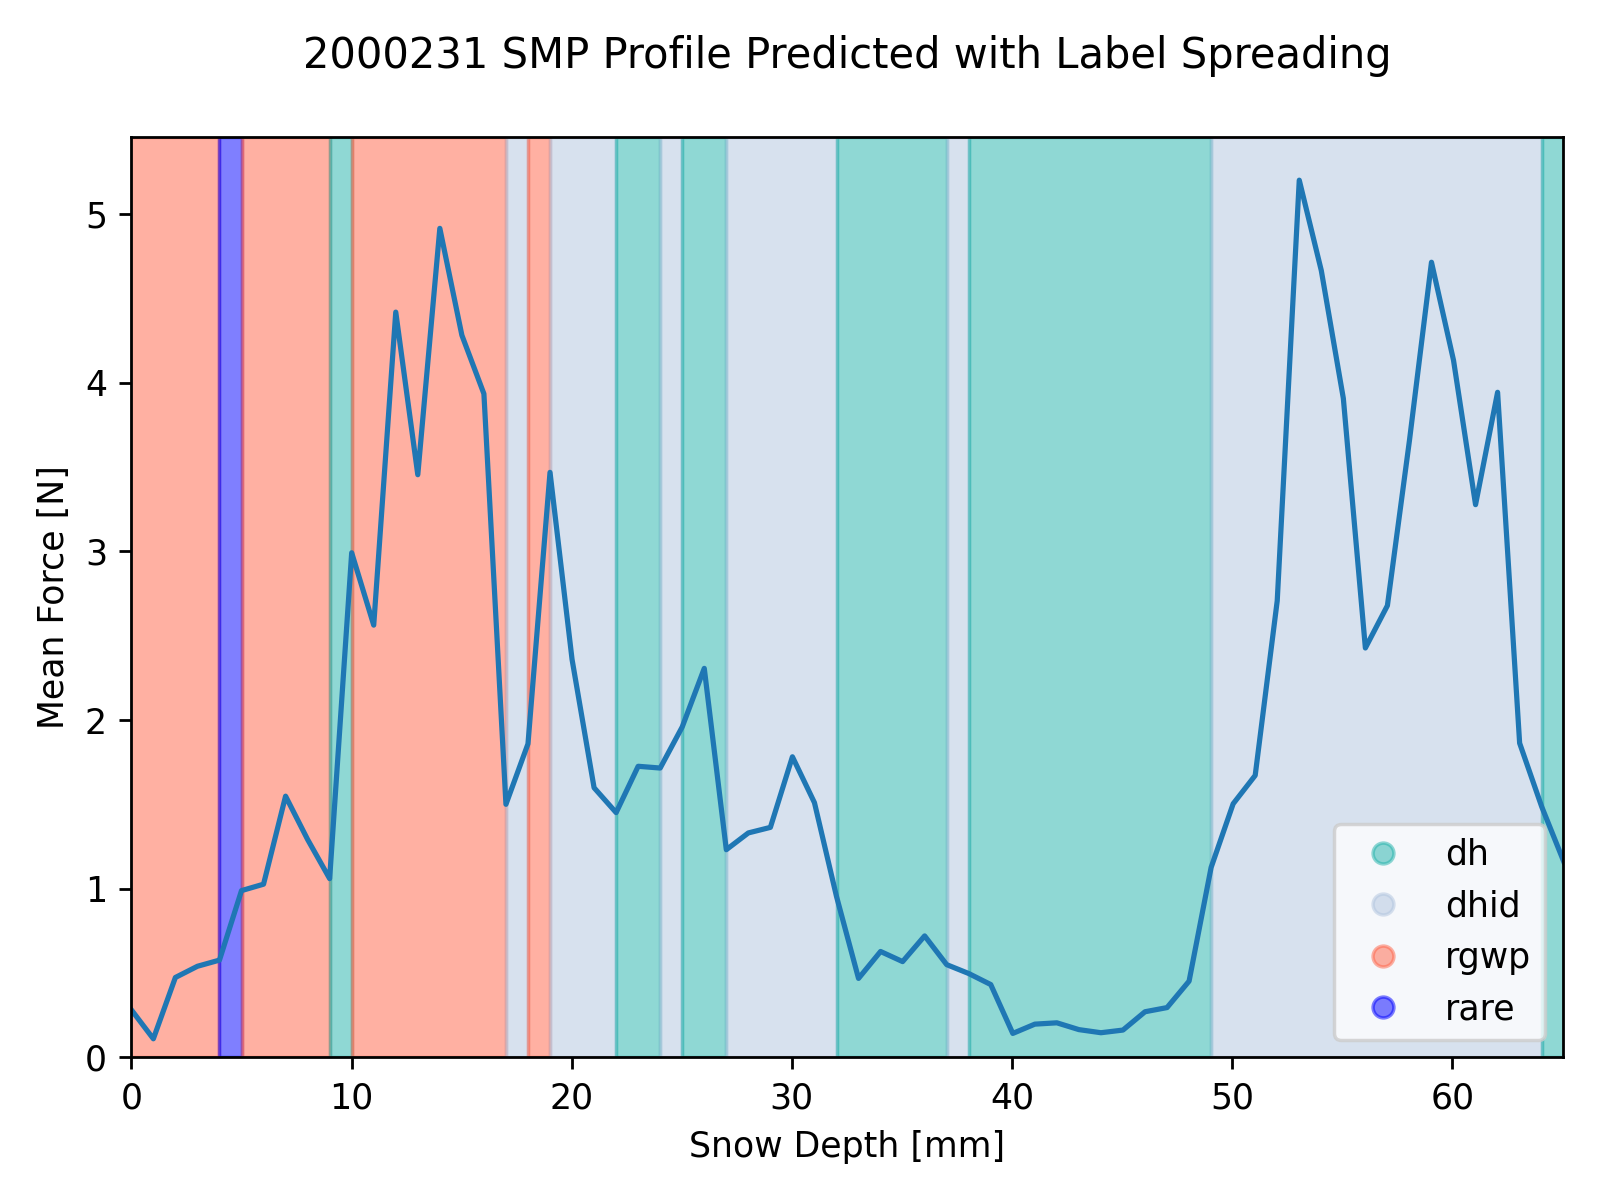 2000231 SMP Profile Predicted with Label Spreading
5
4
3
2
1
0
Mean Force [N]
dh
dhid
rgwp
rare
0 10 20 30 40 50 60
Snow Depth [mm]